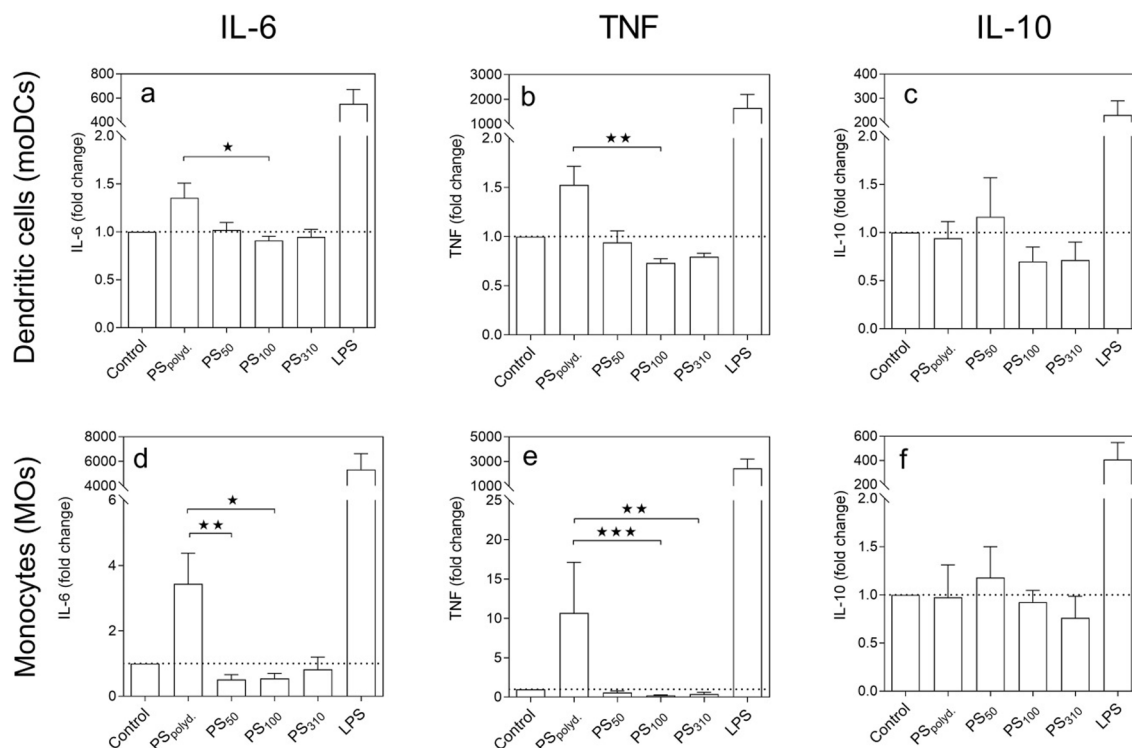 IL-6 TNF IL-10
Dendritic cells (moDCs)
a
IL-6 (fold change)
800
600
400
2.0
1.5
1.0
0.5
0.0
★
Control PSpolyd. PS50 PS100 PS310 LPS
b
TNF (fold change)
3000
2000
1000
2.0
1.5
1.0
0.5
0.0
★★
Control PSpolyd. PS50 PS100 PS310 LPS
c
IL-10 (fold change)
400
300
200
2.0
1.5
1.0
0.5
0.0
Control PSpolyd. PS50 PS100 PS310 LPS
Monocytes (MOs)
d
IL-6 (fold change)
8000
6000
4000
6
4
2
0
★
★★
Control PSpolyd. PS50 PS100 PS310 LPS
e
TNF (fold change)
5000
3000
1000
25
20
15
10
5
0
★★
★★★
Control PSpolyd. PS50 PS100 PS310 LPS
f
IL-10 (fold change)
600
400
200
2.0
1.5
1.0
0.5
0.0
Control PSpolyd. PS50 PS100 PS310 LPS